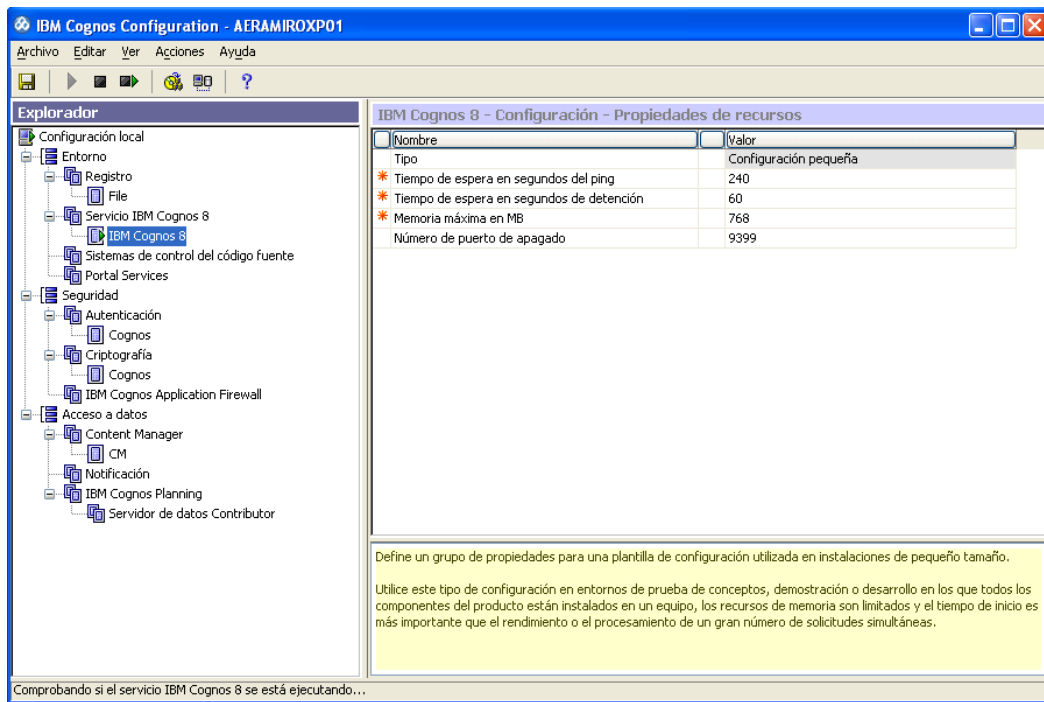 IBM Cognos Configuration - AERAMIROXP01
Archivo Editar Ver Acciones Ayuda
Explorador
Configuración local
Entorno
Registro
File
Servicio IBM Cognos 8
IBM Cognos 8
Sistemas de control del código fuente
Portal Services
Seguridad
Autenticación
Cognos
Criptografía
Cognos
IBM Cognos Application Firewall
Acceso a datos
Content Manager
CM
Notificación
IBM Cognos Planning
Servidor de datos Contributor
IBM Cognos 8 - Configuración - Propiedades de recursos
Nombre Valor
Tipo Configuración pequeña
* Tiempo de espera en segundos del ping 240
* Tiempo de espera en segundos de detención 60
* Memoria máxima en MB 768
Número de puerto de apagado 9399
Define un grupo de propiedades para una plantilla de configuración utilizada en instalaciones de pequeño tamaño.
Utilice este tipo de configuración en entornos de prueba de conceptos, demostración o desarrollo en los que todos los
componentes del producto están instalados en un equipo, los recursos de memoria son limitados y el tiempo de inicio es
más importante que el rendimiento o el procesamiento de un gran número de solicitudes simultáneas.
Comprobando si el servicio IBM Cognos 8 se está ejecutando...